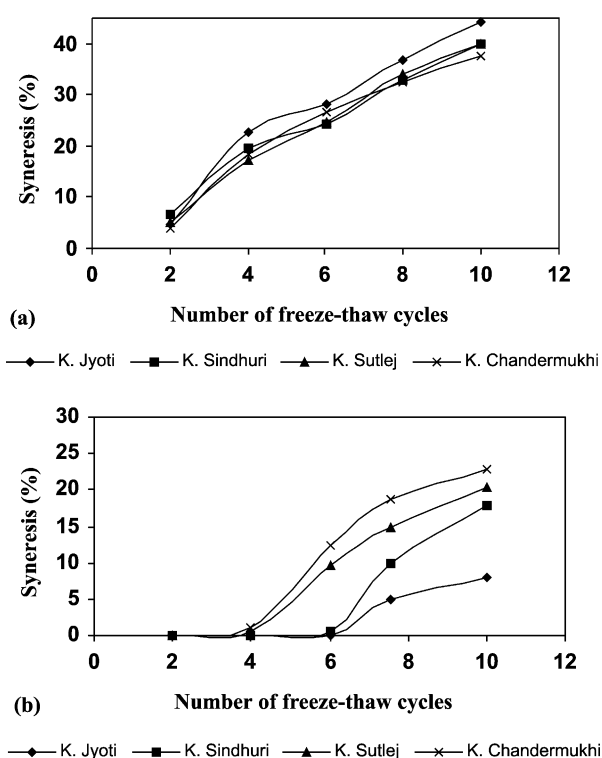 40
30
20
10
0
Syneresis (%)
0 2 4 6 8 10 12
(a)
Number of freeze-thaw cycles
K. Jyoti K. Sindhuri K. Sutlej K. Chandermukhi
30
25
20
15
10
5
0
Syneresis (%)
0 2 4 6 8 10 12
(b)
Number of freeze-thaw cycles
K. Jyoti K. Sindhuri K. Sutlej K. Chandermukhi